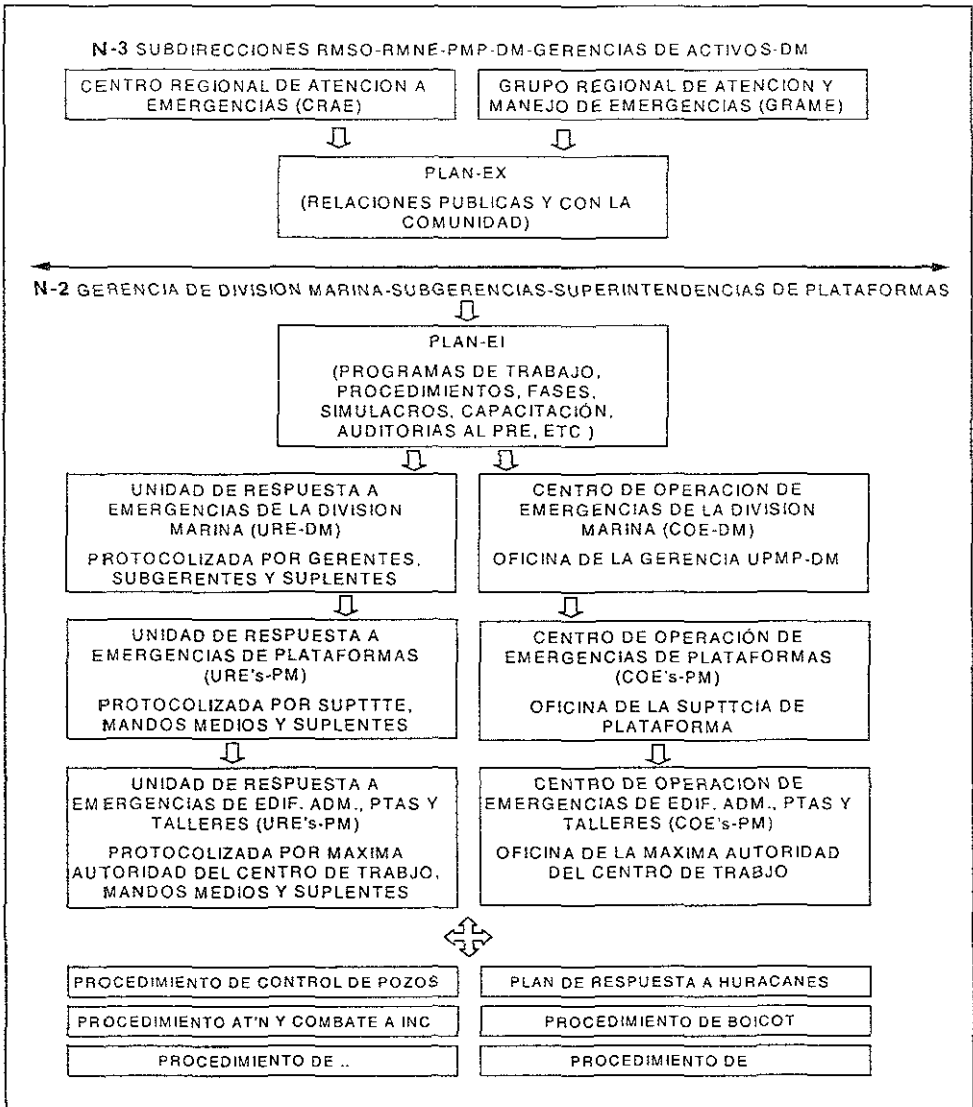 N-3 SUBDIRECCIONES RMSO-RMNE-PMP-DM-GERENCIAS DE ACTIVOS-DM
CENTRO REGIONAL DE ATENCION A
EMERGENCIAS (CRAE)
GRUPO REGIONAL DE ATENCION Y
MANEJO DE EMERGENCIAS (GRAME)
PLAN-EX
(RELACIONES PUBLICAS Y CON LA
COMUNIDAD)
N-2 GERENCIA DE DIVISION MARINA-SUBGERENCIAS-SUPERINTENDENCIAS DE PLATAFORMAS
PLAN-EI
(PROGRAMAS DE TRABAJO,
PROCEDIMIENTOS, FASES,
SIMULACROS, CAPACITACIÓN,
AUDITORIAS AL PRE, ETC )
UNIDAD DE RESPUESTA A
EMERGENCIAS DE LA DIVISION
MARINA (URE-DM)
PROTOCOLIZADA POR GERENTES,
SUBGERENTES Y SUPLENTES
CENTRO DE OPERACION DE
EMERGENCIAS DE LA DIVISION
MARINA (COE-DM)
OFICINA DE LA GERENCIA UPMP-DM
UNIDAD DE RESPUESTA A
EMERGENCIAS DE PLATAFORMAS
(URE's-PM)
PROTOCOLIZADA POR SUPTTTE,
MANDOS MEDIOS Y SUPLENTES
CENTRO DE OPERACIÓN DE
EMERGENCIAS DE PLATAFORMAS
(COE's-PM)
OFICINA DE LA SUPTTCIA DE
PLATAFORMA
UNIDAD DE RESPUESTA A
EMERGENCIAS DE EDIF. ADM., PTAS Y
TALLERES (URE's-PM)
PROTOCOLIZADA POR MAXIMA
AUTORIDAD DEL CENTRO DE TRABJO,
MANDOS MEDIOS Y SUPLENTES
CENTRO DE OPERACION DE
EMERGENCIAS DE EDIF. ADM., PTAS Y
TALLERES (COE's-PM)
OFICINA DE LA MAXIMA AUTORIDAD
DEL CENTRO DE TRABJO
PROCEDIMIENTO DE CONTROL DE POZOS
PLAN DE RESPUESTA A HURACANES
PROCEDIMIENTO AT'N Y COMBATE A INC
PROCEDIMIENTO DE BOICOT
PROCEDIMIENTO DE ..
PROCEDIMIENTO DE